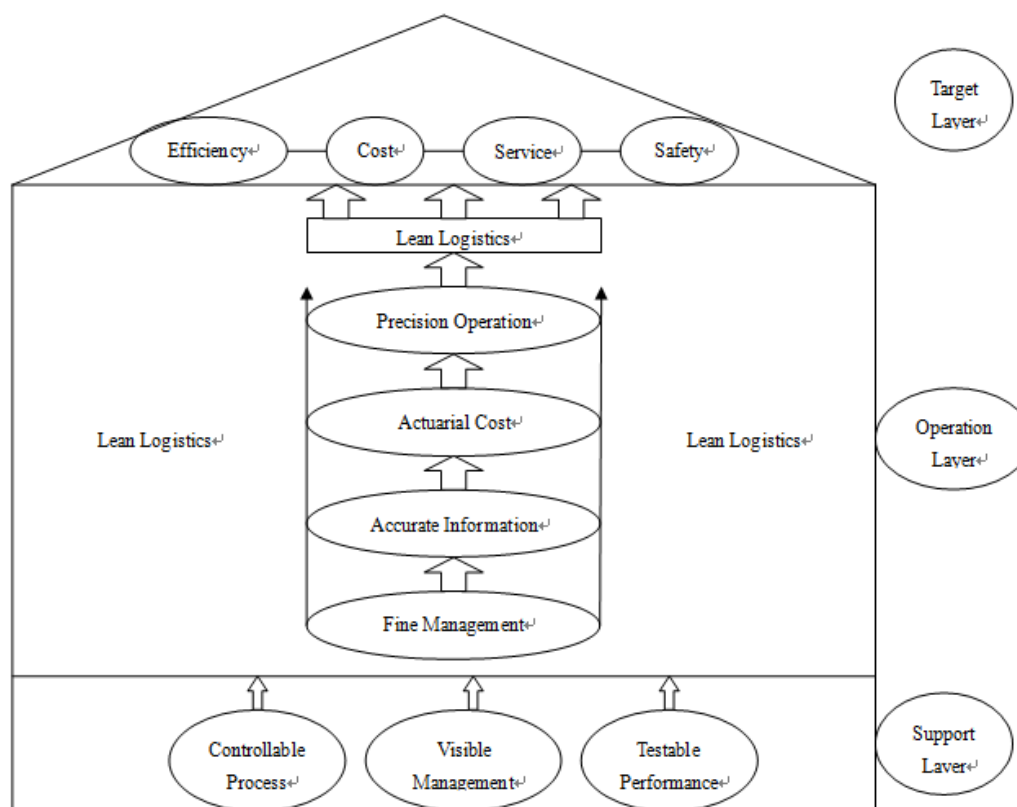 Target
Layer↵
Efficiency↵
Cost↵
Service↵
Safety↵
Lean Logistics↵
Precision Operation↵
Actuarial Cost↵
Lean Logistics↵
Lean Logistics↵
Operation
Layer↵
Accurate Information↵
Fine Management↵
Controllable
Process↵
Visible
Management↵
Testable
Performance↵
Support
Layer↵